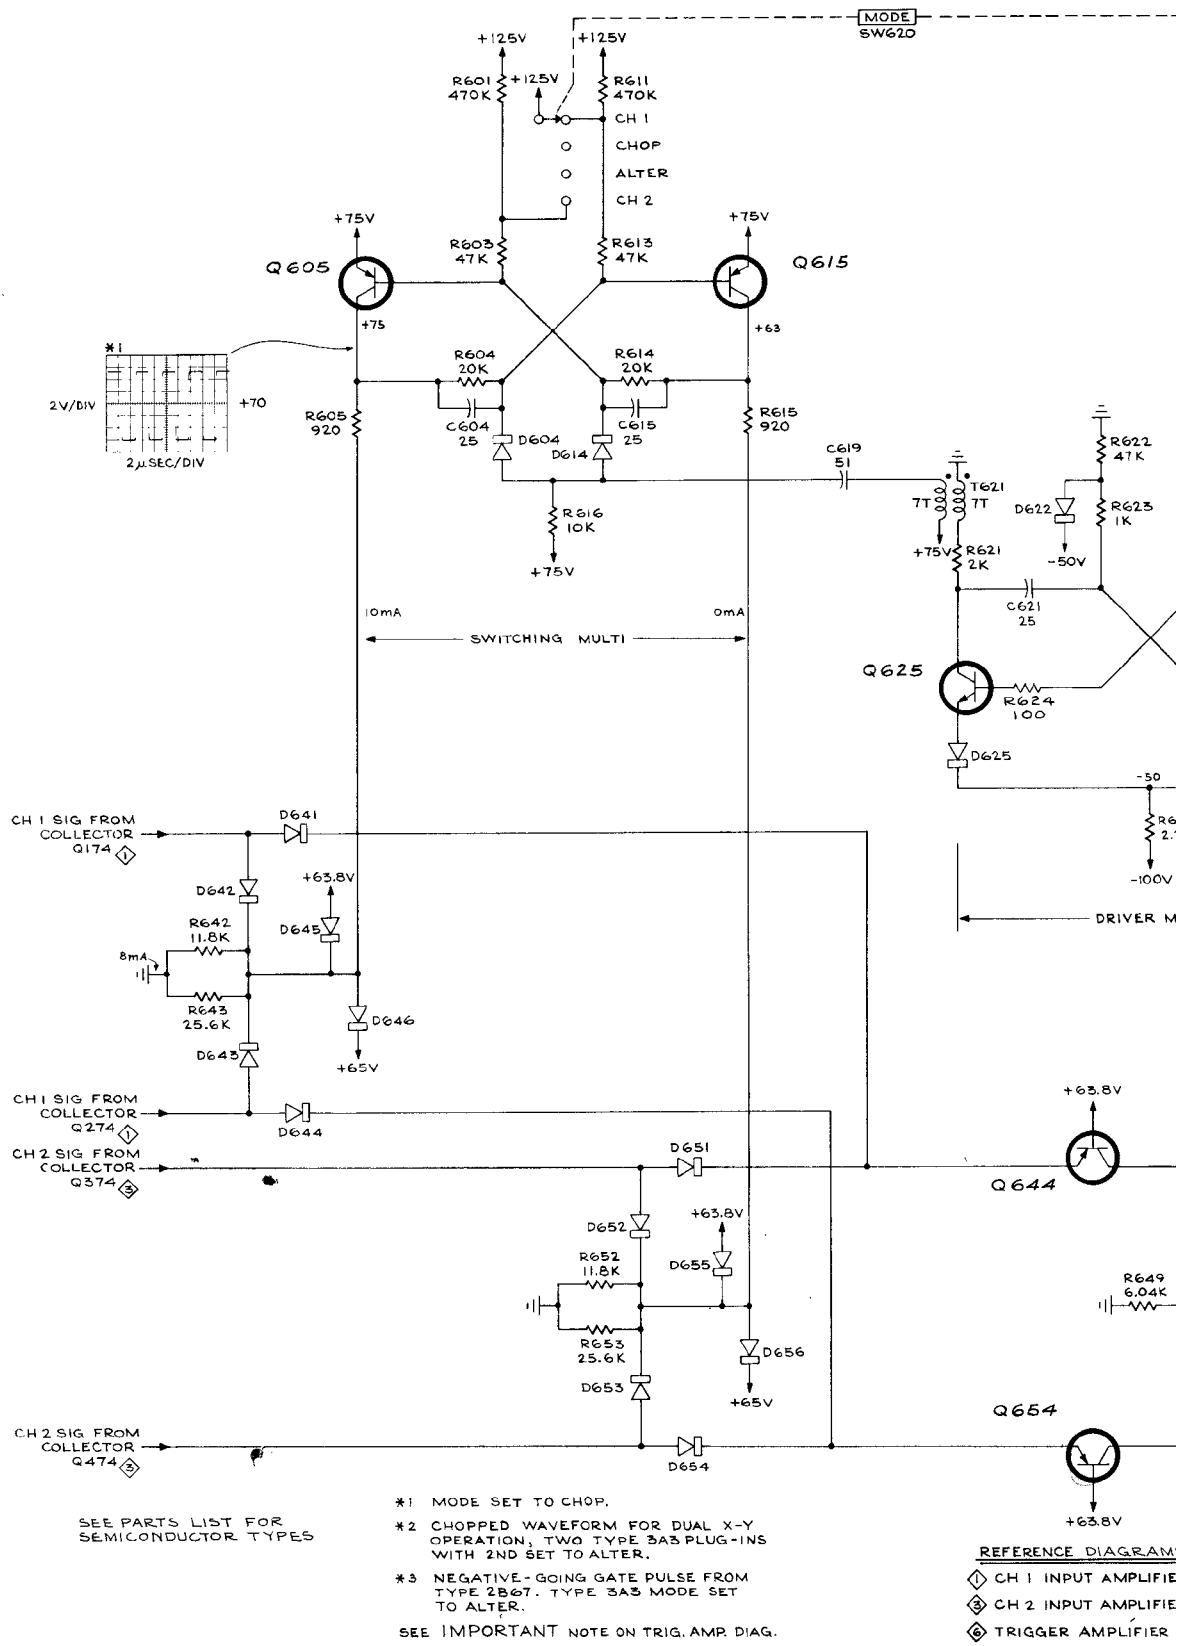 MODE
SW620
+125V
+125V
R601
470K
+125V
R611
470K
CH 1
CHOP
ALTER
CH 2
+75V
+75V
R603
47K
R613
47K
Q605
Q615
+75
+63
*1
2V/DIV
+70
2µSEC/DIV
R604
20K
R614
20K
R605
920
C604
25
D604
D614
C615
25
R615
920
C619
51
R616
10K
+75V
7T
T621
7T
+75V
R621
2K
D622
-50V
R622
47K
R623
1K
C621
25
10mA
0mA
SWITCHING MULTI
Q625
R624
100
D625
-50
R6
2.
-100V
DRIVER M
CH 1 SIG FROM
COLLECTOR
Q174 1
D641
D642
+63.8V
R642
11.8K
D645
8mA
R643
25.6K
D646
D643
+65V
CH 1 SIG FROM
COLLECTOR
Q274 1
D644
CH 2 SIG FROM
COLLECTOR
Q374 3
D651
+63.8V
Q644
D652
+63.8V
R652
11.8K
D655
R649
6.04K
R653
25.6K
D656
D653
+65V
Q654
CH 2 SIG FROM
COLLECTOR
Q474 3
D654
+63.8V
SEE PARTS LIST FOR
SEMICONDUCTOR TYPES
*1 MODE SET TO CHOP.
*2 CHOPPED WAVEFORM FOR DUAL X-Y
OPERATION, TWO TYPE 3A3 PLUG-INS
WITH 2ND SET TO ALTER.
*3 NEGATIVE-GOING GATE PULSE FROM
TYPE 2B67. TYPE 3A3 MODE SET
TO ALTER.
SEE IMPORTANT NOTE ON TRIG. AMP. DIAG.
REFERENCE DIAGRAMS
1 CH 1 INPUT AMPLIFIE
3 CH 2 INPUT AMPLIFIE
6 TRIGGER AMPLIFIER